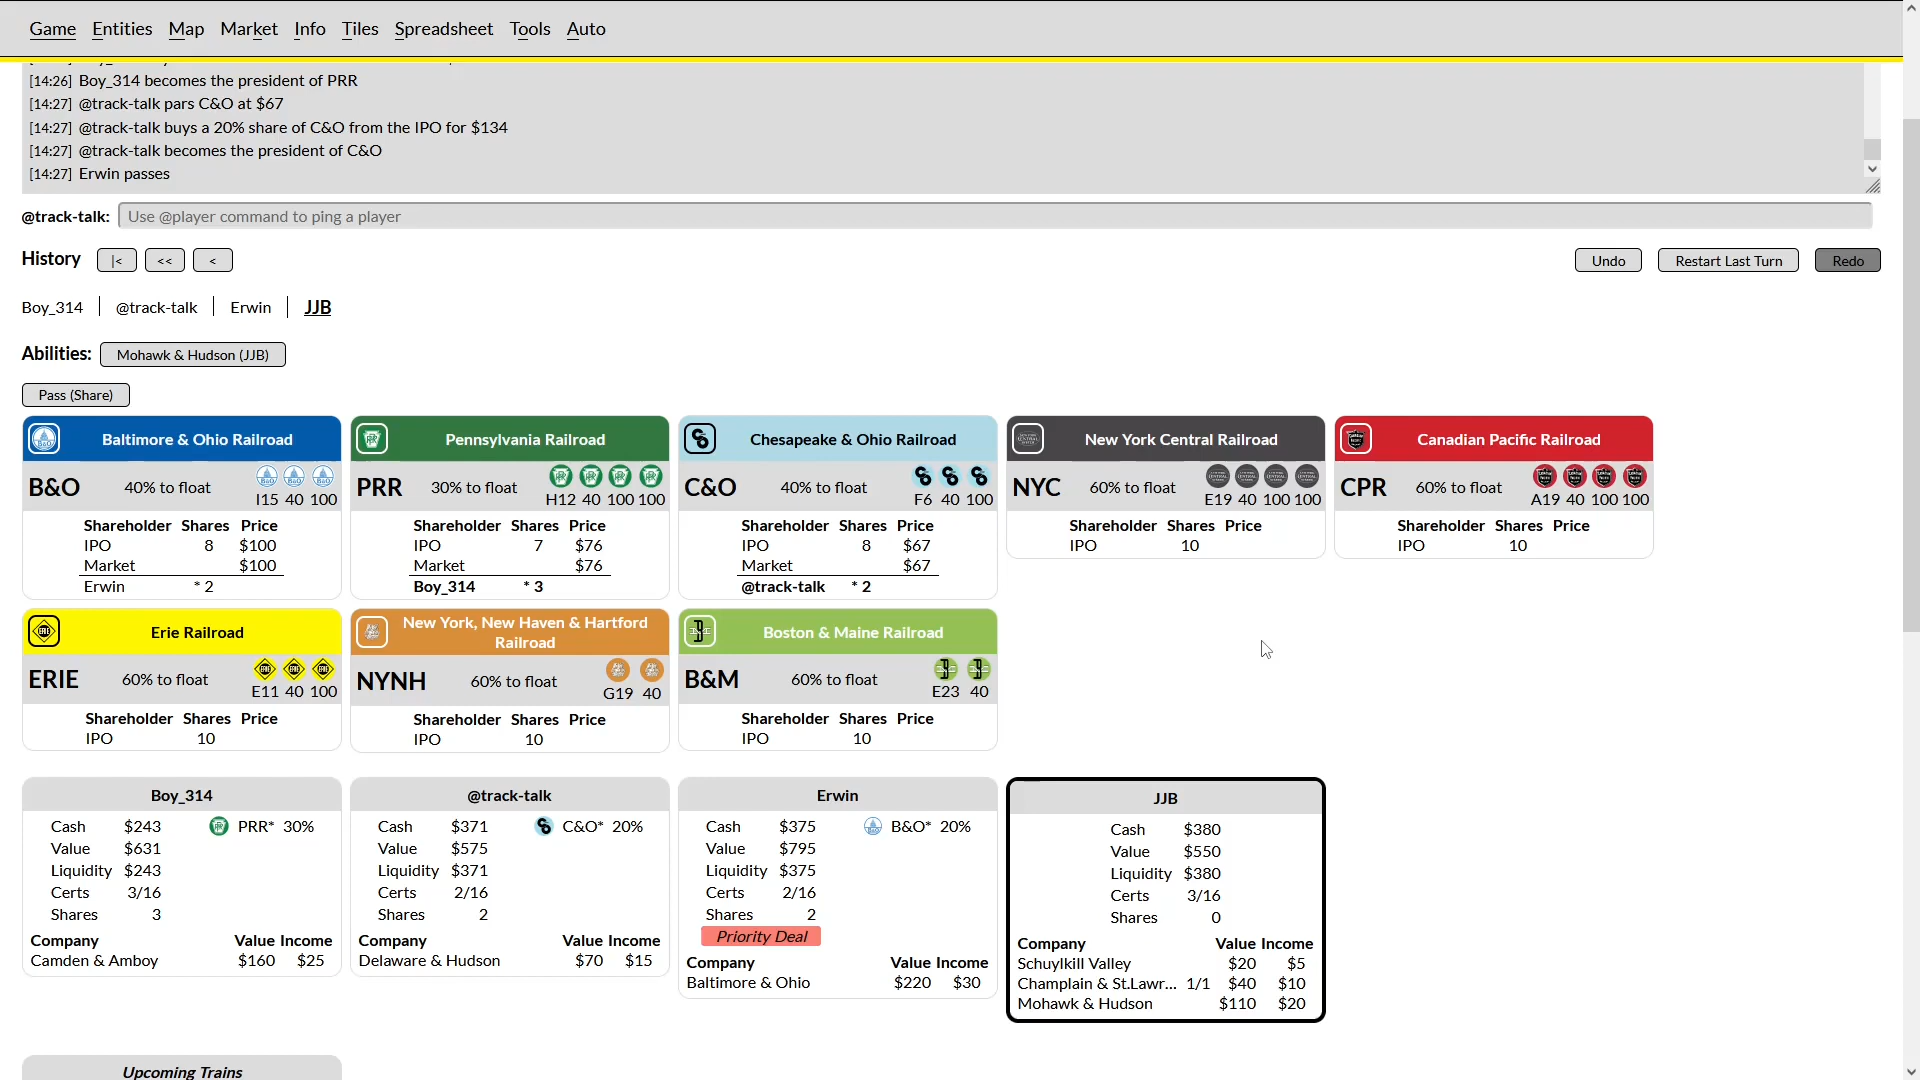 Game Entities Map Market Info Tiles Spreadsheet Tools Auto
[14:26] Boy_314 becomes the president of PRR
[14:27] @track-talk pars C&O at $67
[14:27] @track-talk buys a 20% share of C&O from the IPO for $134
[14:27] @track-talk becomes the president of C&O
[14:27] Erwin passes
@track-talk: Use @player command to ping a player
History |< << < Undo Restart Last Turn Redo
Boy_314 @track-talk Erwin JJB
Abilities: Mohawk & Hudson (JJB)
Pass (Share)
Baltimore & Ohio Railroad
B&O 40% to float I15 40 100
Shareholder Shares Price
IPO 8 $100
Market $100
Erwin * 2
Pennsylvania Railroad
PRR 30% to float H12 40 100 100
Shareholder Shares Price
IPO 7 $76
Market $76
Boy_314 * 3
Chesapeake & Ohio Railroad
C&O 40% to float F6 40 100
Shareholder Shares Price
IPO 8 $67
Market $67
@track-talk * 2
New York Central Railroad
NYC 60% to float E19 40 100 100
Shareholder Shares Price
IPO 10
Canadian Pacific Railroad
CPR 60% to float A19 40 100 100
Shareholder Shares Price
IPO 10
Erie Railroad
ERIE 60% to float E11 40 100
Shareholder Shares Price
IPO 10
New York, New Haven & Hartford
Railroad
NYNH 60% to float G19 40
Shareholder Shares Price
IPO 10
Boston & Maine Railroad
B&M 60% to float E23 40
Shareholder Shares Price
IPO 10
Boy_314
Cash $243 PRR* 30%
Value $631
Liquidity $243
Certs 3/16
Shares 3
Company Value Income
Camden & Amboy $160 $25
@track-talk
Cash $371 C&O* 20%
Value $575
Liquidity $371
Certs 2/16
Shares 2
Company Value Income
Delaware & Hudson $70 $15
Erwin
Cash $375 B&O* 20%
Value $795
Liquidity $375
Certs 2/16
Shares 2
Priority Deal
Company Value Income
Baltimore & Ohio $220 $30
JJB
Cash $380
Value $550
Liquidity $380
Certs 3/16
Shares 0
Company Value Income
Schuylkill Valley $20 $5
Champlain & St.Lawr... 1/1 $40 $10
Mohawk & Hudson $110 $20
Upcoming Trains